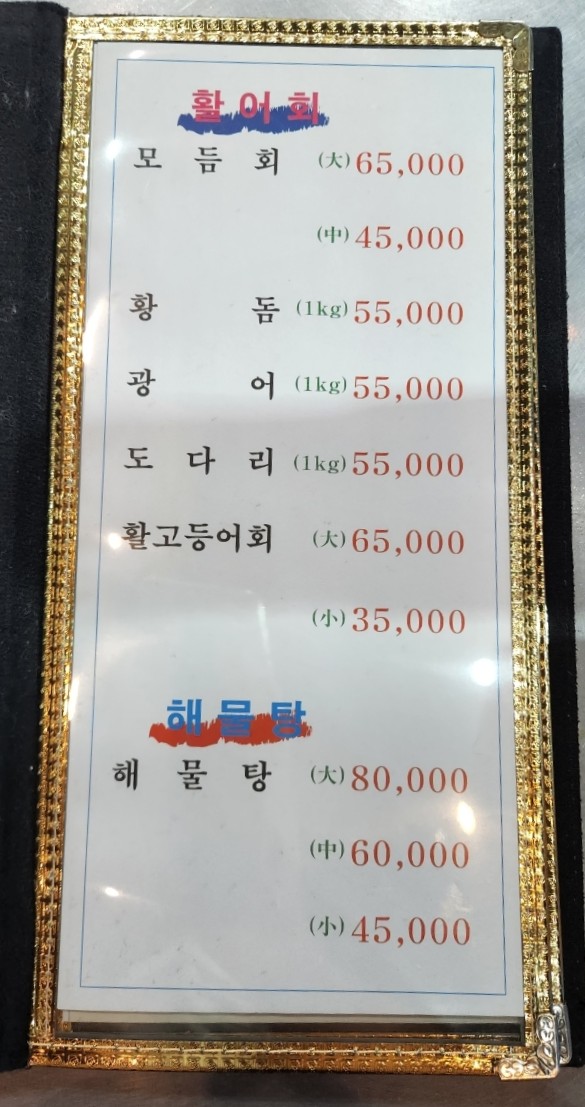 활어회
모듬회 (大) 65,000
(中) 45,000
황돔 (1kg) 55,000
광어 (1kg) 55,000
도다리 (1kg) 55,000
활고등어회 (大) 65,000
(小) 35,000
해물탕
해물탕 (大) 80,000
(中) 60,000
(小) 45,000